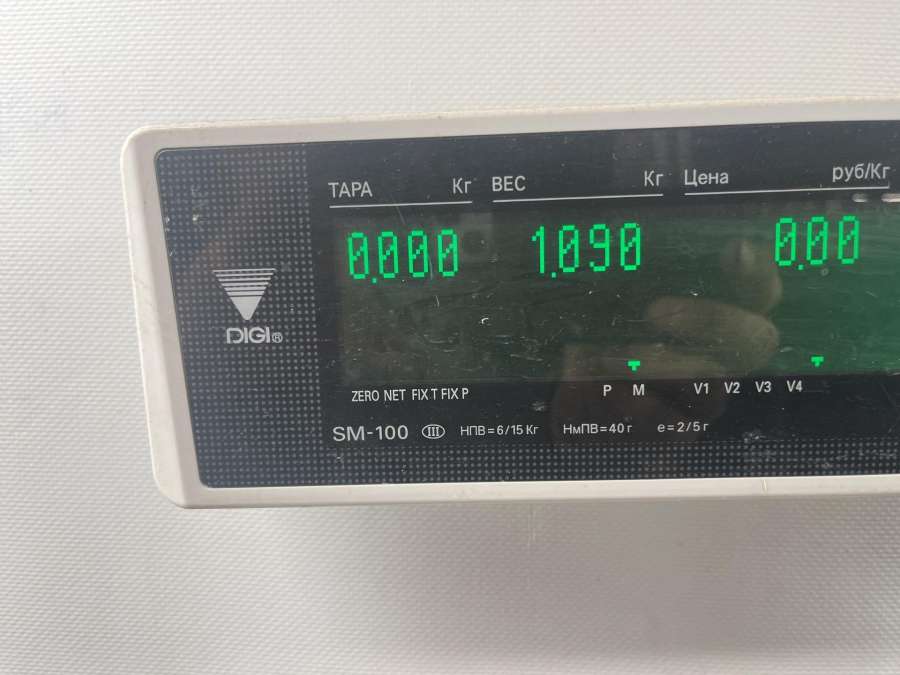 ТАРА Кг ВЕС Кг Цена руб/Кг
0.000 1.090 0.00
DIGI®
ZERO NET FIX T FIX P P M V1 V2 V3 V4
SM-100 III НПВ=6/15 Кг НмПВ=40 г е=2/5 г